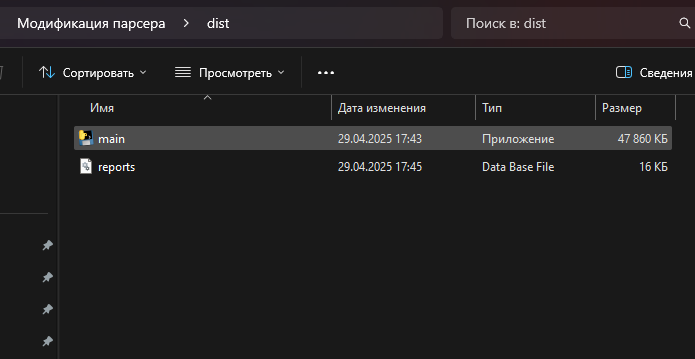 Модификация парсера > dist Поиск в: dist
Сортировать Просмотреть ••• Сведения
Имя Дата изменения Тип Размер
main 29.04.2025 17:43 Приложение 47 860 КБ
reports 29.04.2025 17:45 Data Base File 16 КБ